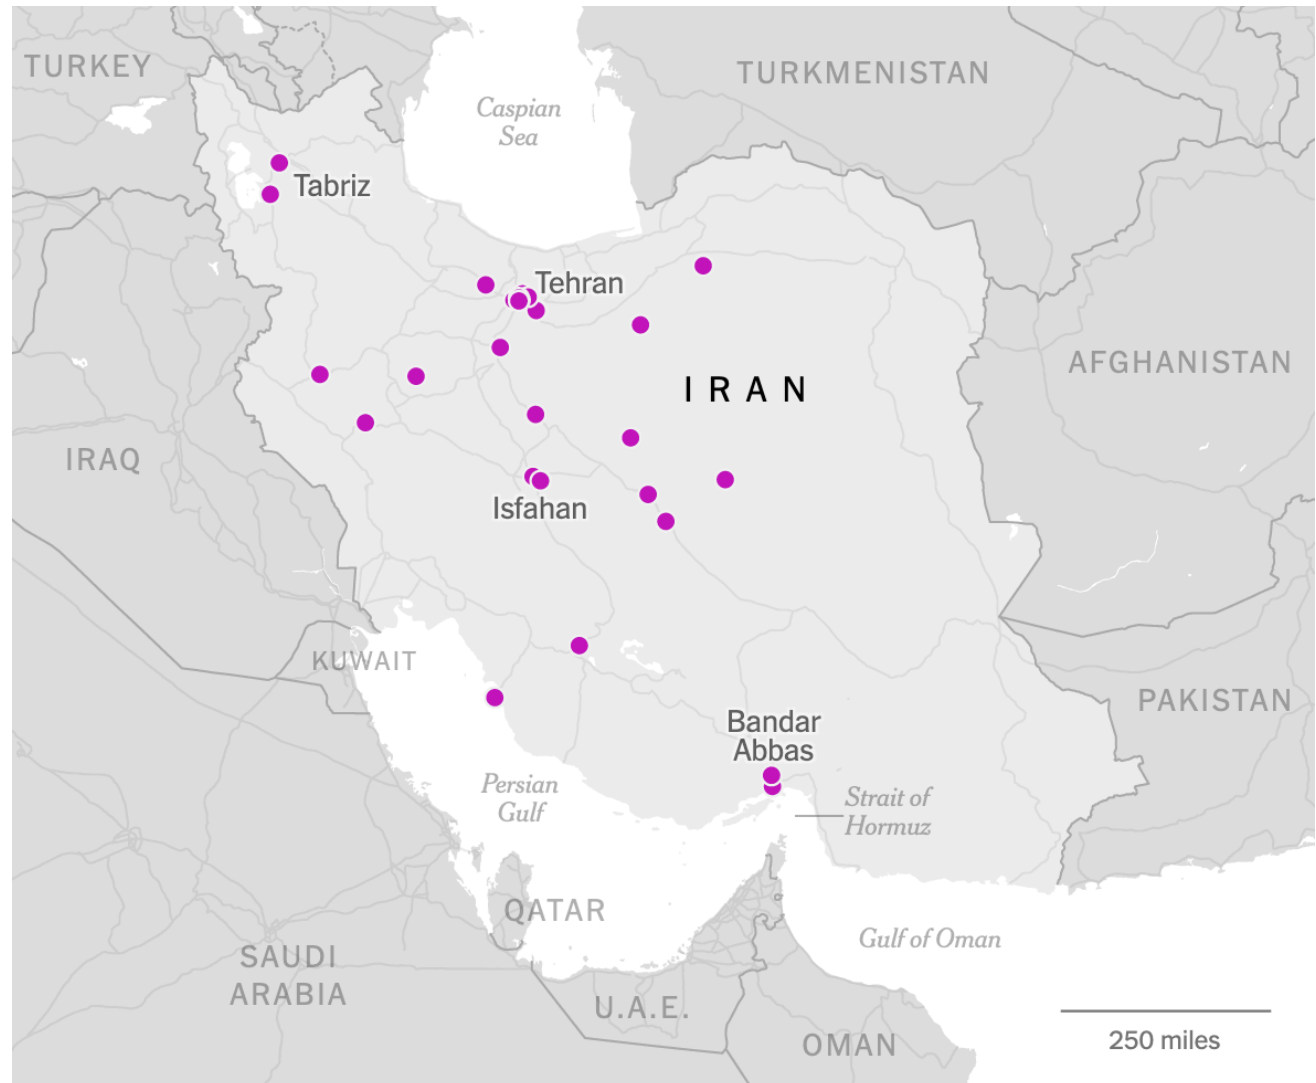 TURKEY
TURKMENISTAN
Caspian
Sea
Tabriz
Tehran
AFGHANISTAN
IRAN
IRAQ
Isfahan
KUWAIT
PAKISTAN
Bandar
Abbas
Persian
Gulf
Strait of
Hormuz
QATAR
Gulf of Oman
SAUDI
ARABIA
U.A.E.
OMAN
250 miles